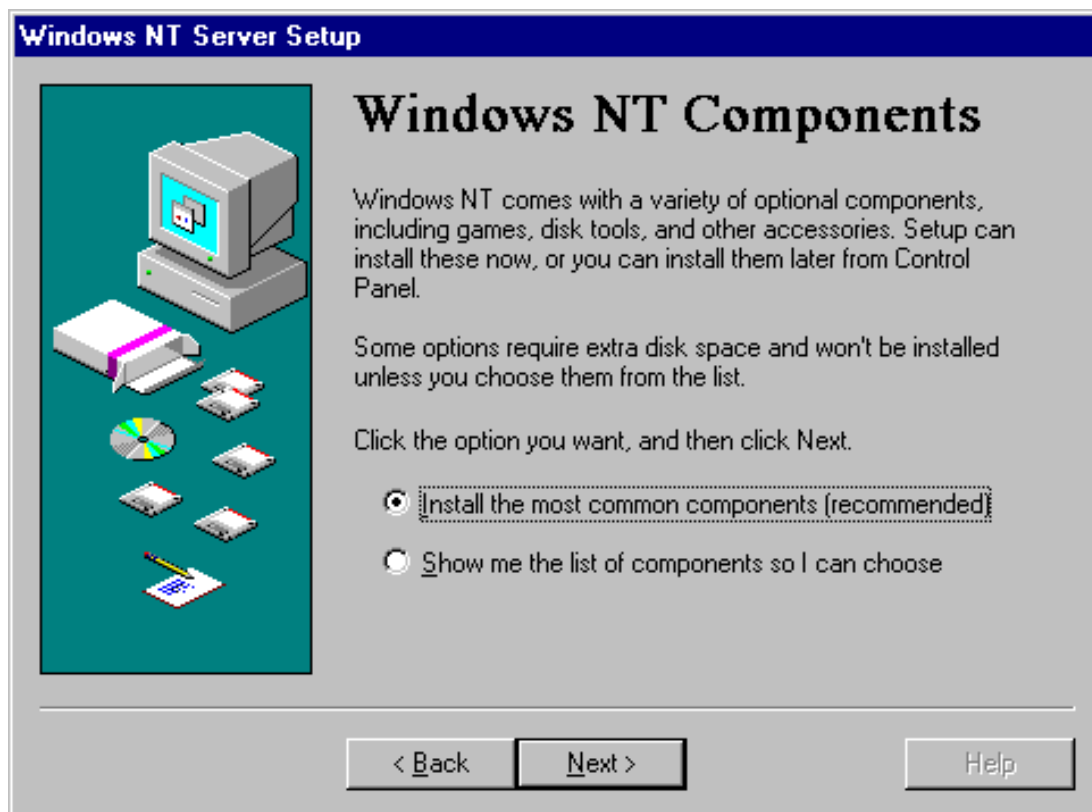 Windows NT Server Setup
Windows NT Components
Windows NT comes with a variety of optional components,
including games, disk tools, and other accessories. Setup can
install these now, or you can install them later from Control
Panel.
Some options require extra disk space and won't be installed
unless you choose them from the list.
Click the option you want, and then click Next.
Install the most common components (recommended)
Show me the list of components so I can choose
< Back
Next >
Help